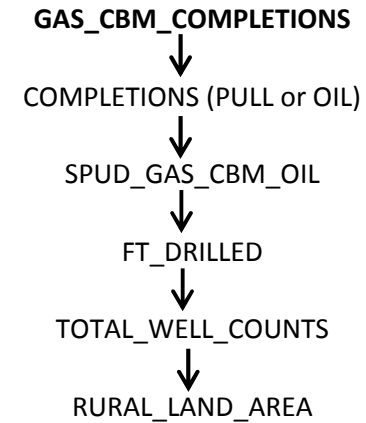 GAS_CBM_COMPLETIONS
COMPLETIONS (PULL or OIL)
SPUD_GAS_CBM_OIL
FT_DRILLED
TOTAL_WELL_COUNTS
RURAL_LAND_AREA